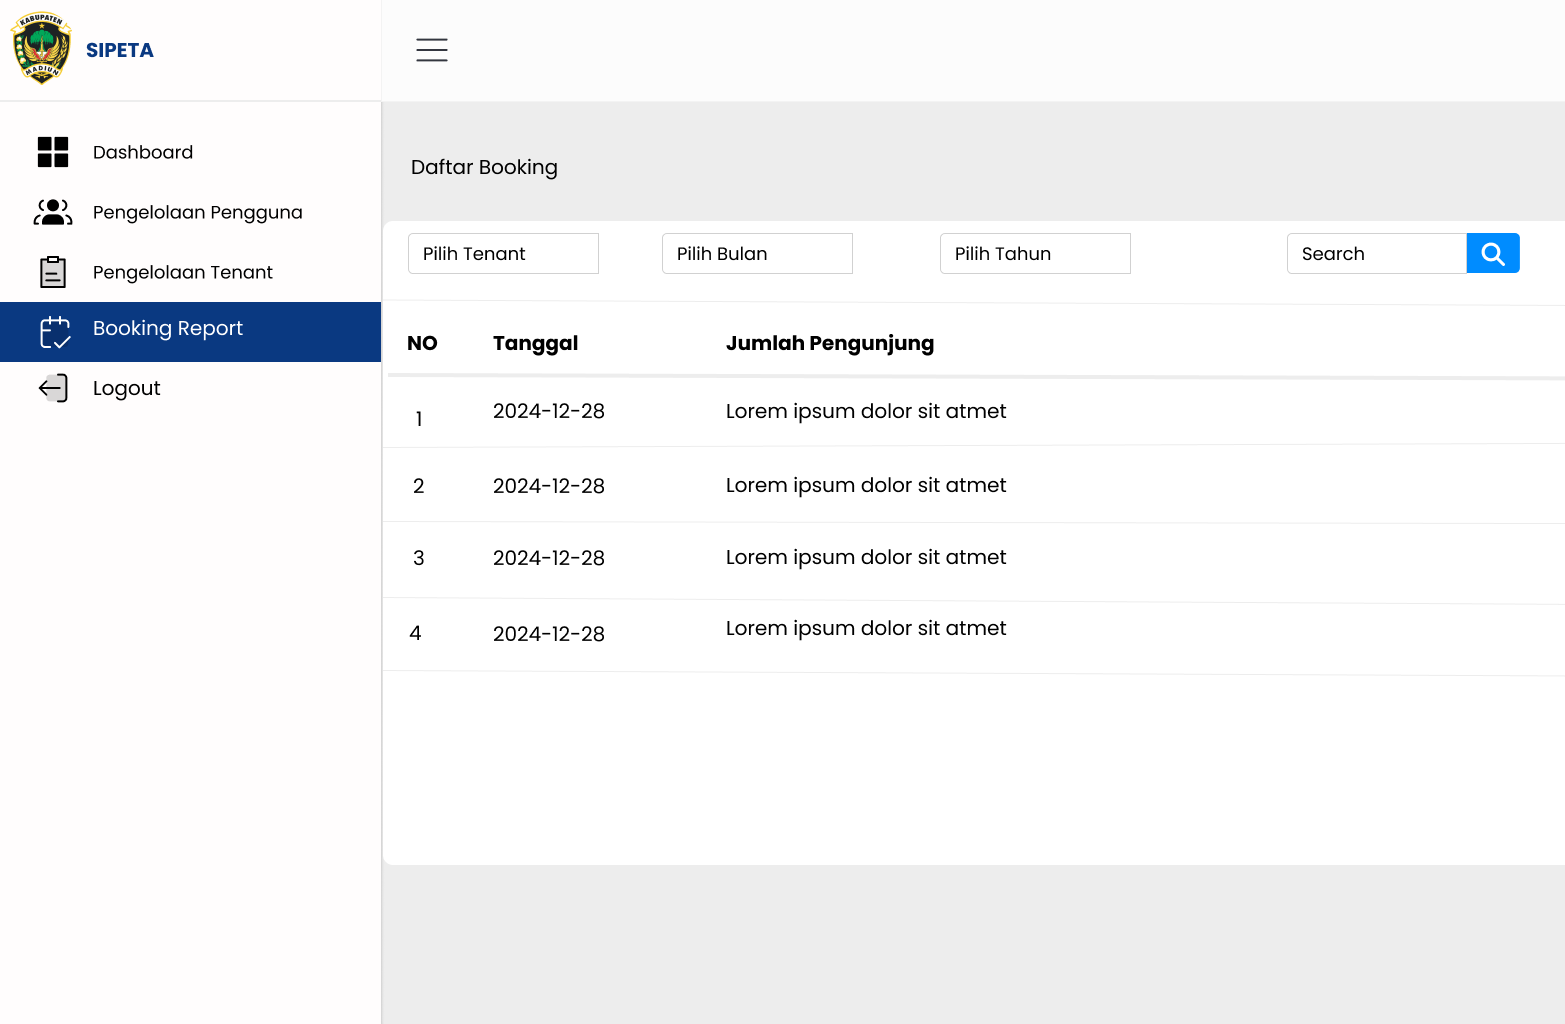 KABUPATEN
MADIUN
SIPETA
Dashboard
Pengelolaan Pengguna
Pengelolaan Tenant
Booking Report
Logout
Daftar Booking
Pilih Tenant Pilih Bulan Pilih Tahun Search
NO Tanggal Jumlah Pengunjung
1 2024-12-28 Lorem ipsum dolor sit atmet
2 2024-12-28 Lorem ipsum dolor sit atmet
3 2024-12-28 Lorem ipsum dolor sit atmet
4 2024-12-28 Lorem ipsum dolor sit atmet